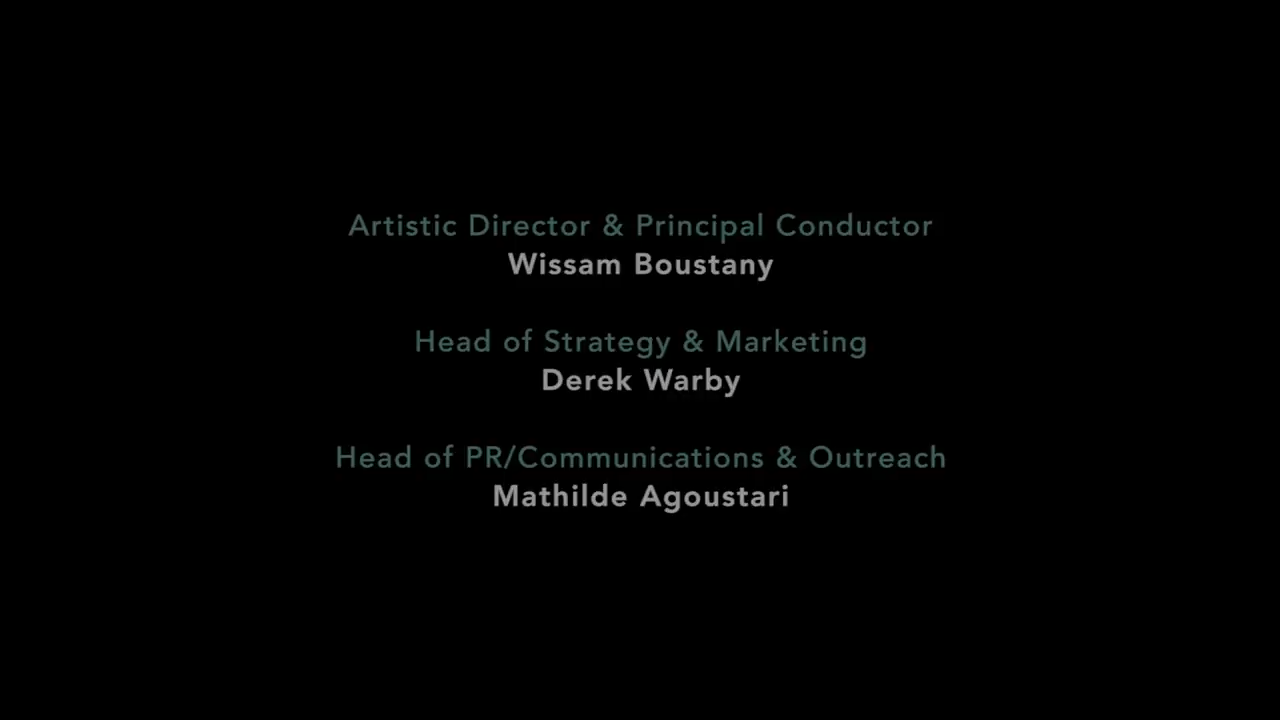 Artistic Director & Principal Conductor
Wissam Boustany
Head of Strategy & Marketing
Derek Warby
Head of PR/Communications & Outreach
Mathilde Agoustari